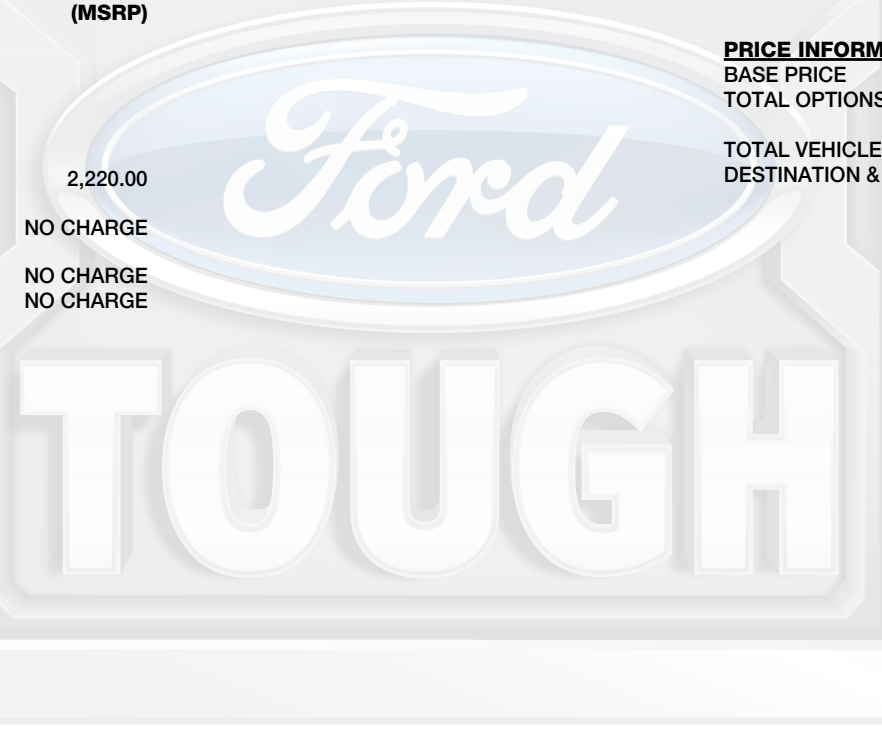 (MSRP)
2,220.00
NO CHARGE
NO CHARGE
NO CHARGE
PRICE INFORM
BASE PRICE
TOTAL OPTIONS
TOTAL VEHICLE
DESTINATION &
Ford
TOUGH